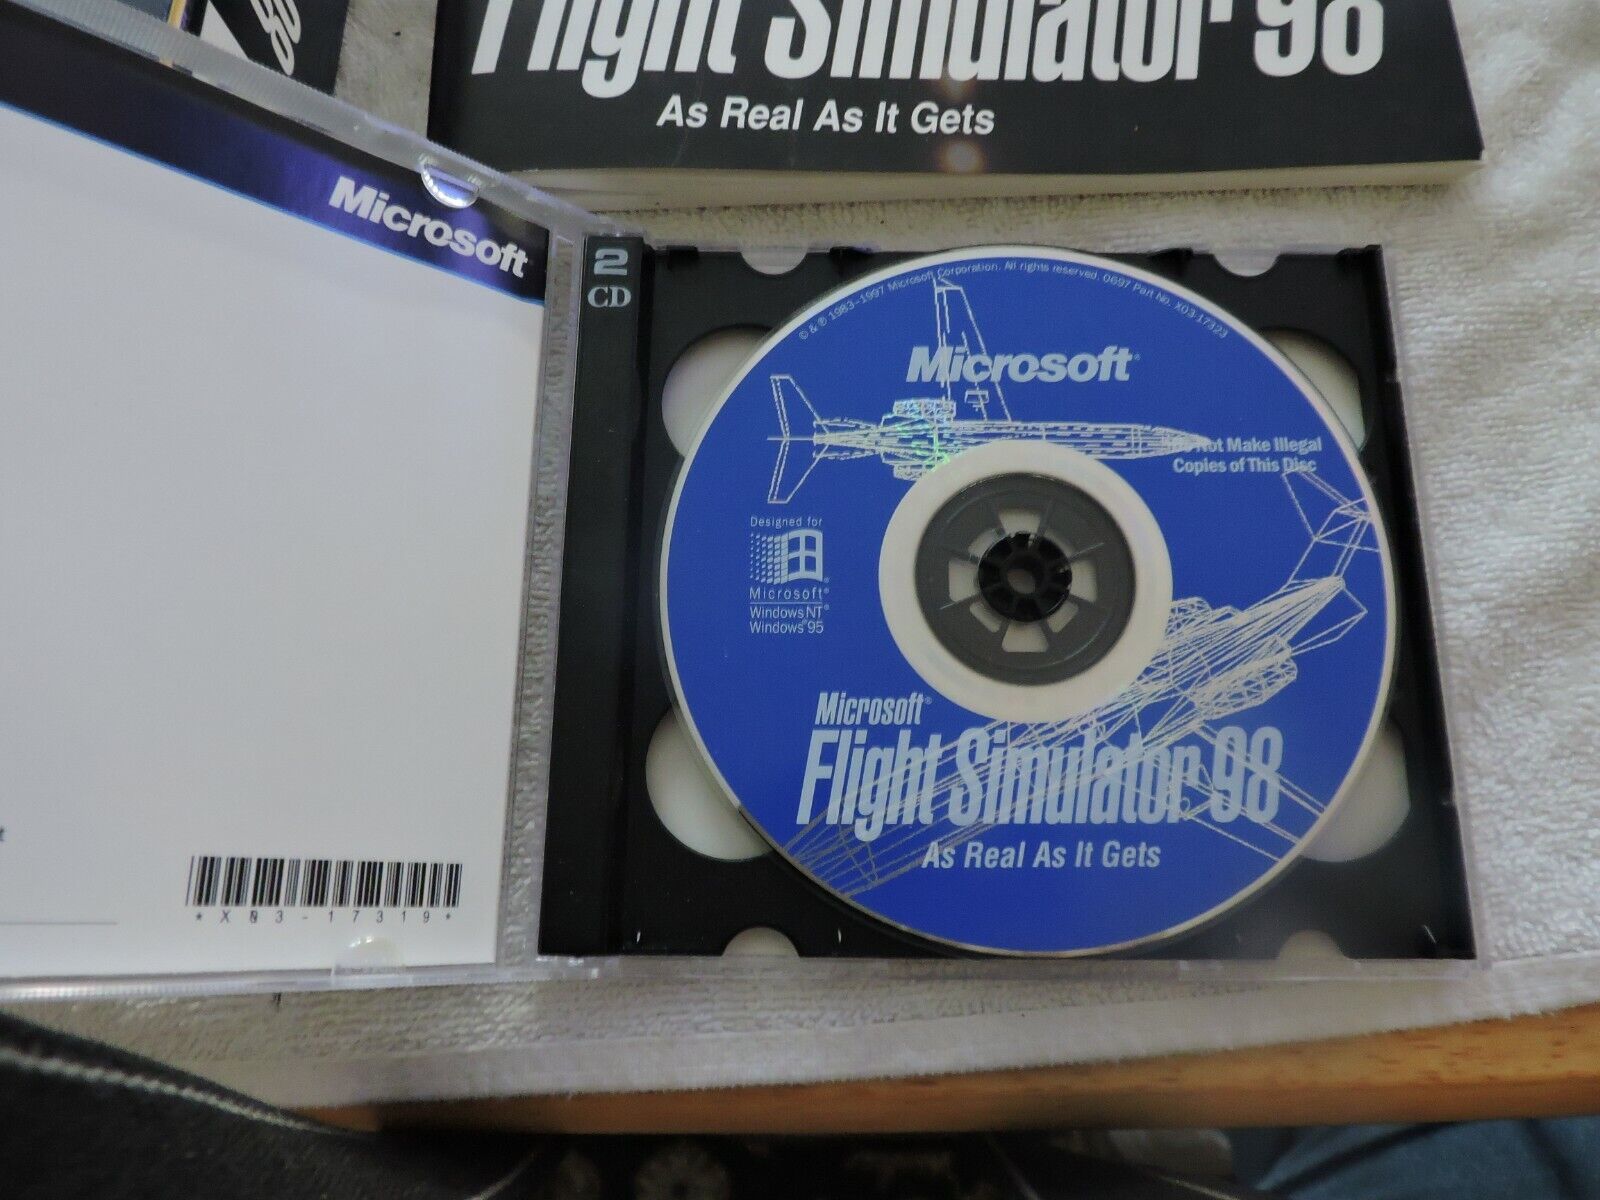 Flight Simulator 98
As Real As It Gets
Microsoft
2
CD
© & ℗ 1983–1997 Microsoft Corporation. All rights reserved. 0697 Part No. X03-17323
Microsoft®
Not Make Illegal
Copies of This Disc
Designed for
Microsoft®
Windows NT®
Windows®95
Microsoft®
Flight Simulator 98
As Real As It Gets
*X03-17319*